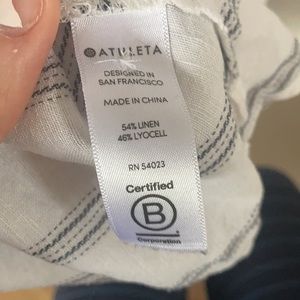 ATHLETA
DESIGNED IN
SAN FRANCISCO
MADE IN CHINA
54% LINEN
46% LYOCELL
RN 54023
Certified
B
Corporation